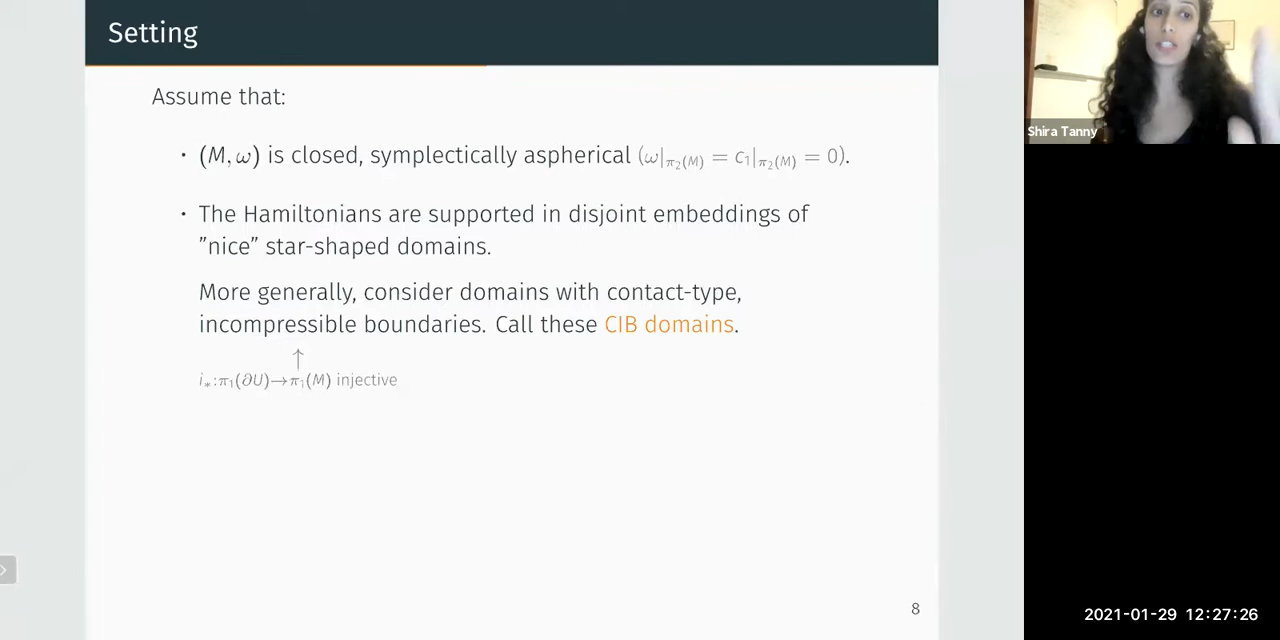 Setting
Assume that:
• (M, ω) is closed, symplectically aspherical (ω|π₂(M) = c₁|π₂(M) = 0).
• The Hamiltonians are supported in disjoint embeddings of
”nice” star-shaped domains.
More generally, consider domains with contact-type,
incompressible boundaries. Call these CIB domains.
↑
i∗:π₁(∂U)→π₁(M) injective
8
Shira Tanny
2021-01-29 12:27:26